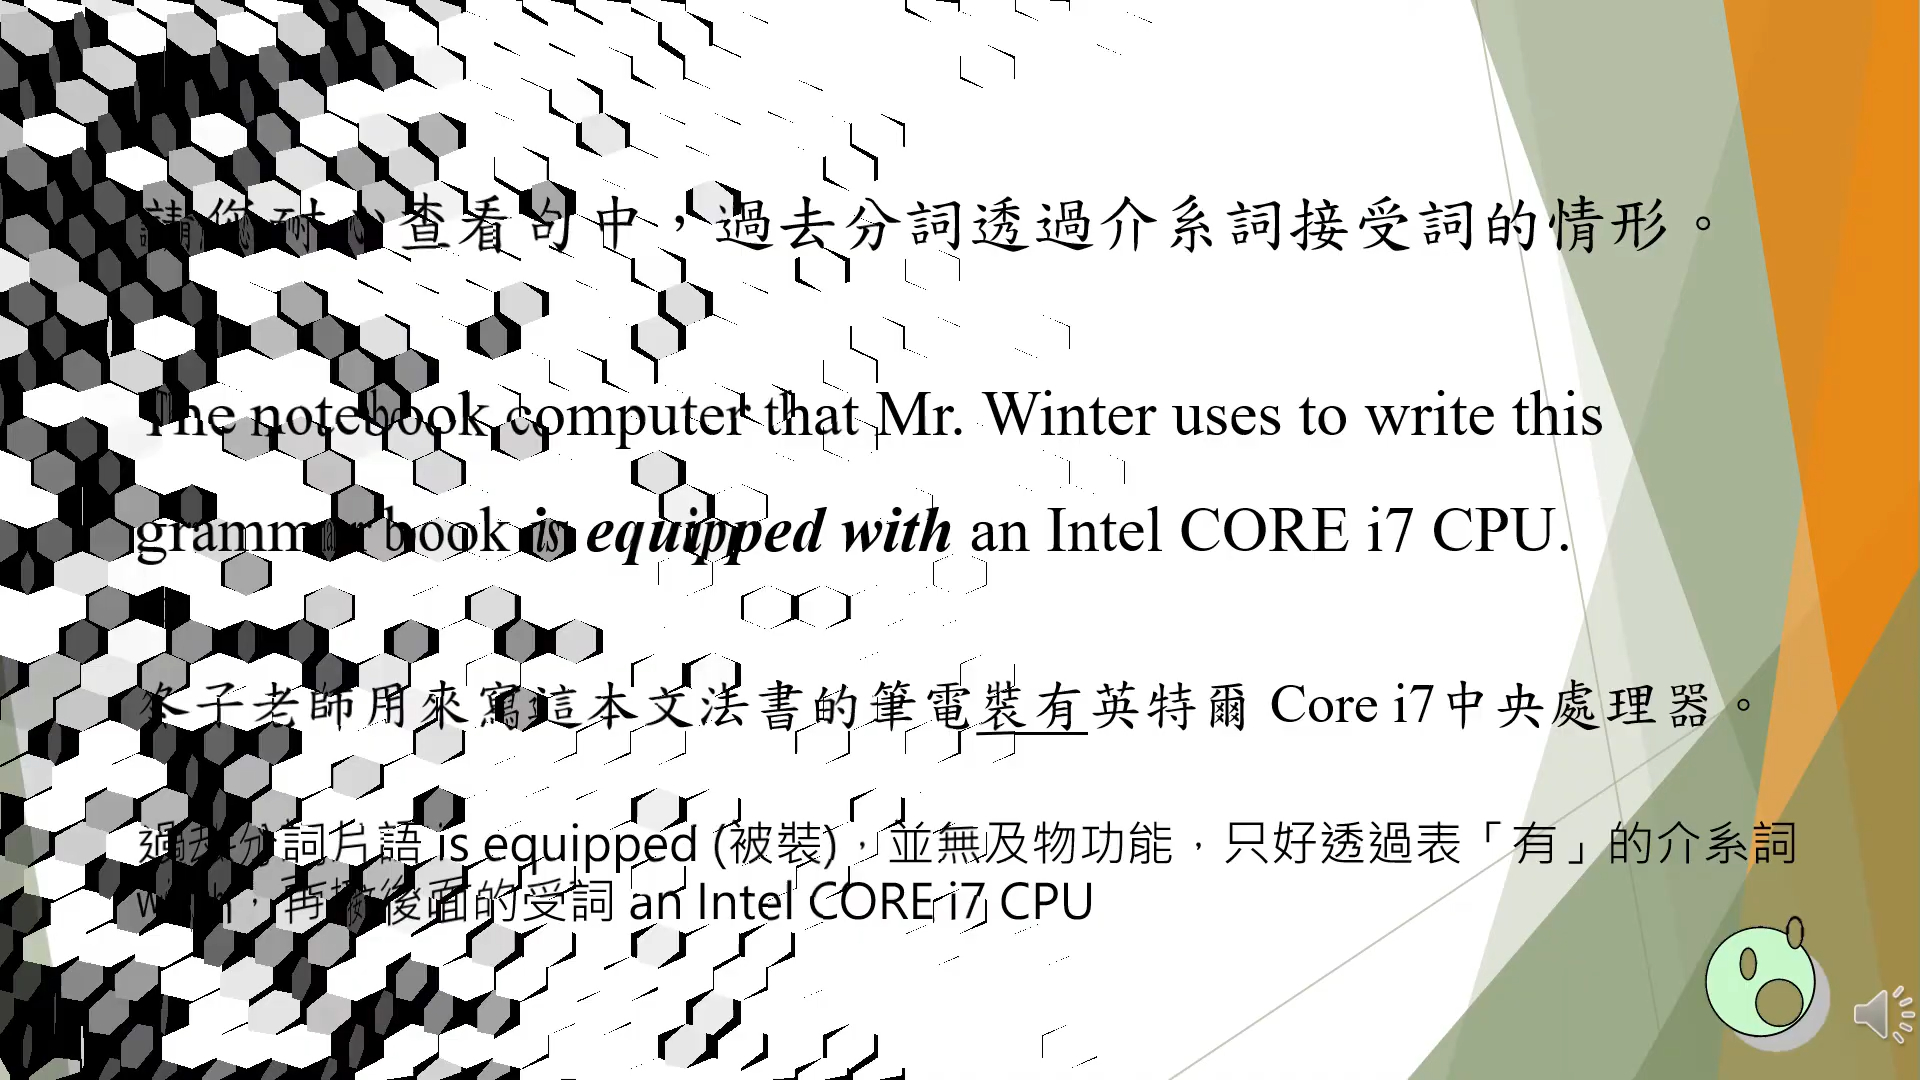 請您耐心查看句中，過去分詞透過介系詞接受詞的情形。
The notebook computer that Mr. Winter uses to write this
grammar book is equipped with an Intel CORE i7 CPU.
冬子老師用來寫這本文法書的筆電裝有英特爾 Core i7中央處理器。
過去分詞片語 is equipped (被裝)，並無及物功能，只好透過表「有」的介系詞
with，再接後面的受詞 an Intel CORE i7 CPU